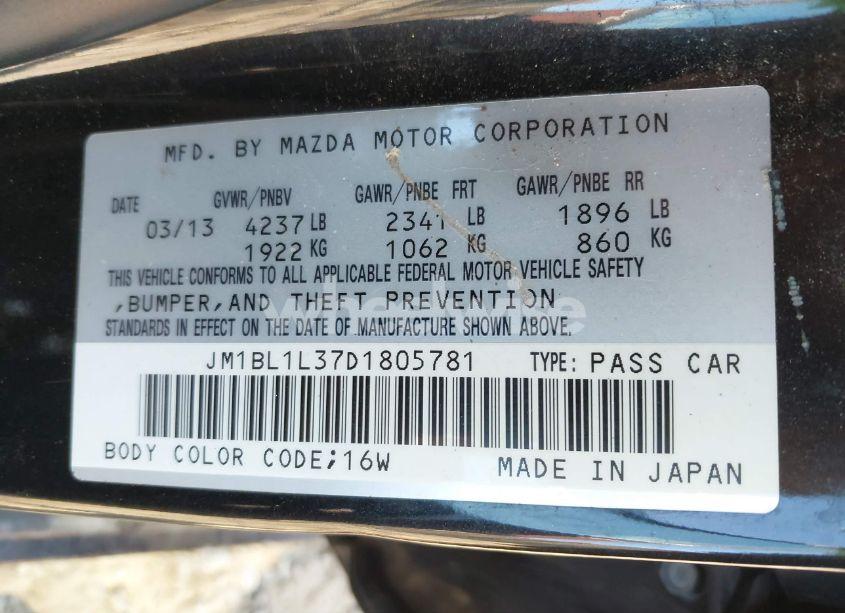 MFD. BY MAZDA MOTOR CORPORATION
DATE GVWR/PNBV GAWR/PNBE FRT GAWR/PNBE RR
03/13 4237 LB 2341 LB 1896 LB
1922 KG 1062 KG 860 KG
THIS VEHICLE CONFORMS TO ALL APPLICABLE FEDERAL MOTOR VEHICLE SAFETY
,BUMPER,AND THEFT PREVENTION
STANDARDS IN EFFECT ON THE DATE OF MANUFACTURE SHOWN ABOVE.
JM1BL1L37D1805781 TYPE: PASS CAR
BODY COLOR CODE;16W MADE IN JAPAN